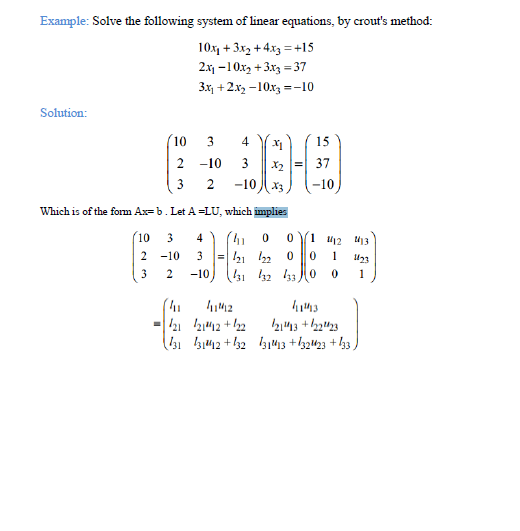 Example: Solve the following system of linear equations, by crout's method:
10x₁ + 3x₂ + 4x₃ = +15
2x₁ −10x₂ + 3x₃ = 37
3x₁ + 2x₂ −10x₃ = −10
Solution:
(10 3 4) (x₁) (15)
(2 −10 3) (x₂) = (37)
(3 2 −10) (x₃) (−10)
Which is of the form Ax= b . Let A =LU, which implies
(10 3 4) (l₁₁ 0 0) (1 u₁₂ u₁₃)
(2 −10 3) = (l₂₁ l₂₂ 0) (0 1 u₂₃)
(3 2 −10) (l₃₁ l₃₂ l₃₃) (0 0 1)
(l₁₁ l₁₁u₁₂ l₁₁u₁₃)
= (l₂₁ l₂₁u₁₂ + l₂₂ l₂₁u₁₃ + l₂₂u₂₃)
(l₃₁ l₃₁u₁₂ + l₃₂ l₃₁u₁₃ + l₃₂u₂₃ + l₃₃)